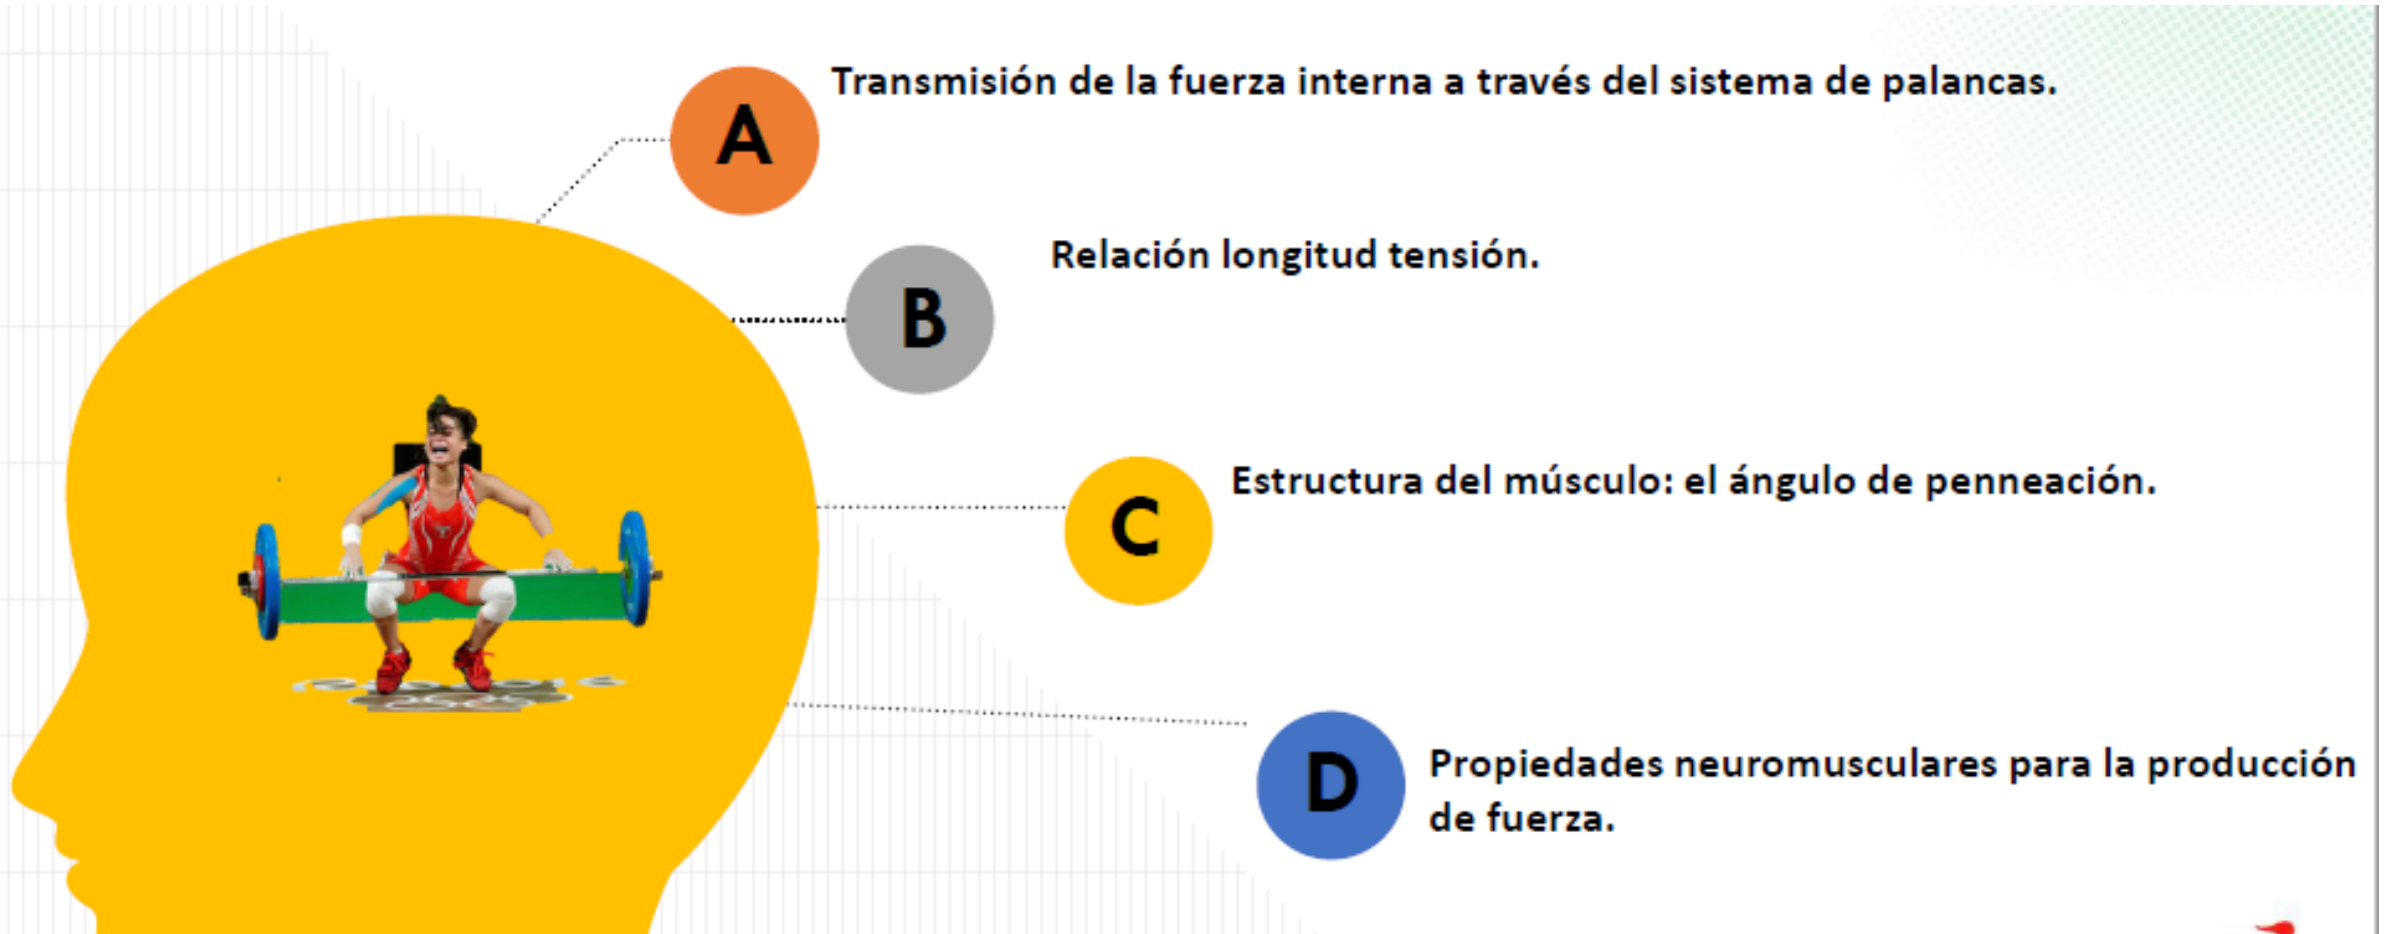 A
Transmisión de la fuerza interna a través del sistema de palancas.
B
Relación longitud tensión.
C
Estructura del músculo: el ángulo de penneación.
D
Propiedades neuromusculares para la producción
de fuerza.